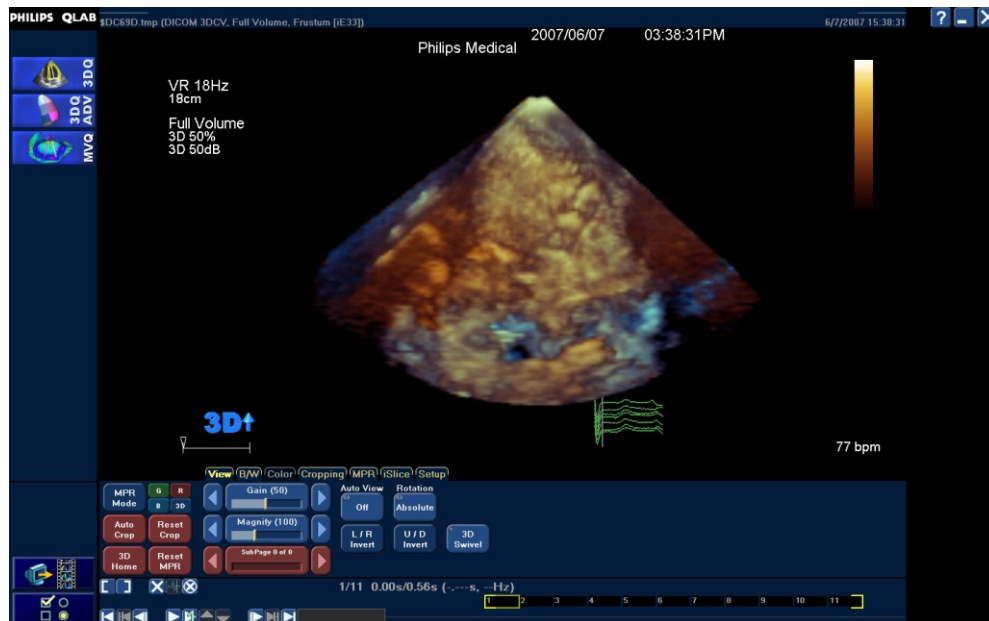 PHILIPS QLAB
$DC69D.tmp (DICOM 3DCV, Full Volume, Frustum [iE33])
6/7/2007 15:38:31
?
Philips Medical
2007/06/07 03:38:31PM
3DQ
3DQ ADV
MVQ
VR 18Hz
18cm
Full Volume
3D 50%
3D 50dB
3D
V
77 bpm
View B/W Color Cropping MPR iSlice Setup
MPR Mode
G R
B 3D
Gain (50)
Auto View
Off
Rotation
Absolute
Auto Crop
Reset Crop
Magnify (100)
L / R Invert
U / D Invert
3D Swivel
3D Home
Reset MPR
SubPage 0 of 0
1/11 0.00s/0.56s (-.---s, --Hz)
1 2 3 4 5 6 7 8 9 10 11